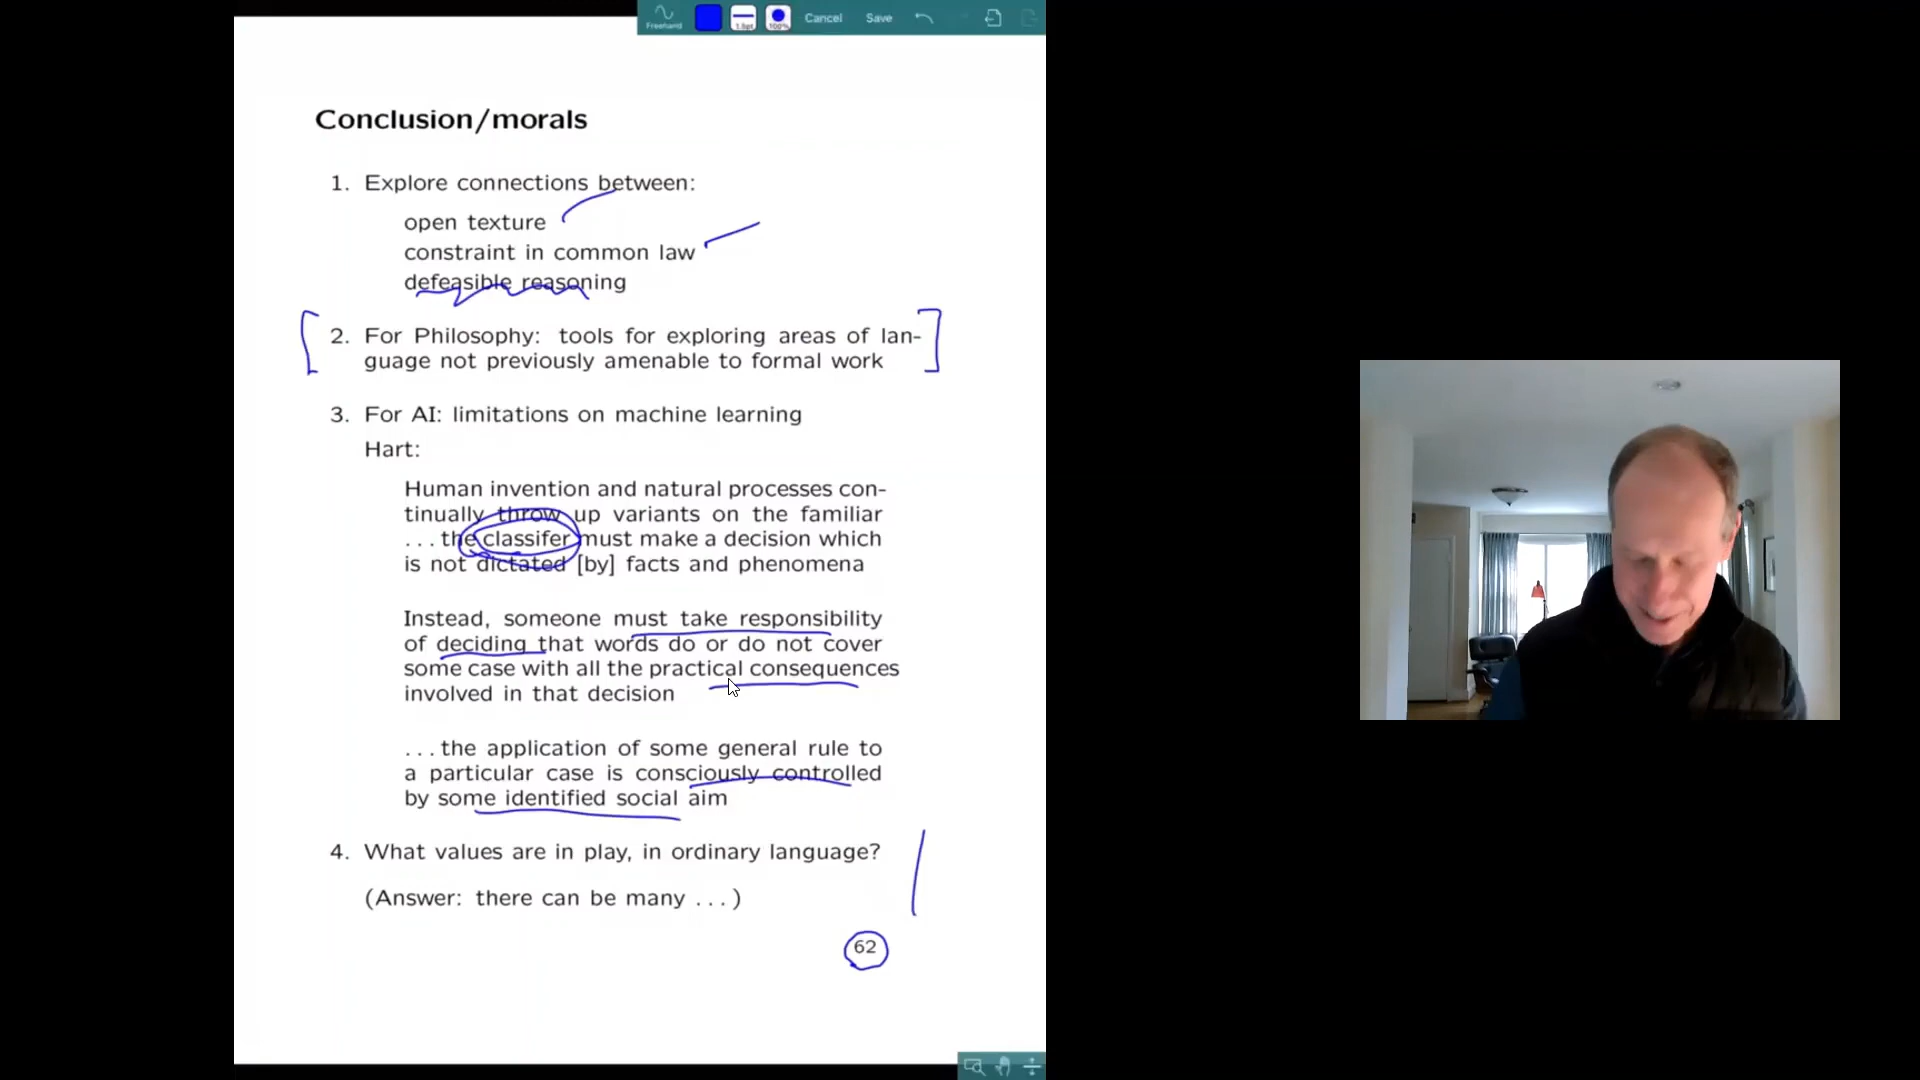 Freehand 1.5pt 100% Cancel Save
Conclusion/morals
1. Explore connections between:
open texture
constraint in common law
defeasible reasoning
2. For Philosophy: tools for exploring areas of lan-
guage not previously amenable to formal work
3. For AI: limitations on machine learning
Hart:
Human invention and natural processes con-
tinually throw up variants on the familiar
...the classifer must make a decision which
is not dictated [by] facts and phenomena
Instead, someone must take responsibility
of deciding that words do or do not cover
some case with all the practical consequences
involved in that decision
...the application of some general rule to
a particular case is consciously controlled
by some identified social aim
4. What values are in play, in ordinary language?
(Answer: there can be many ...)
62